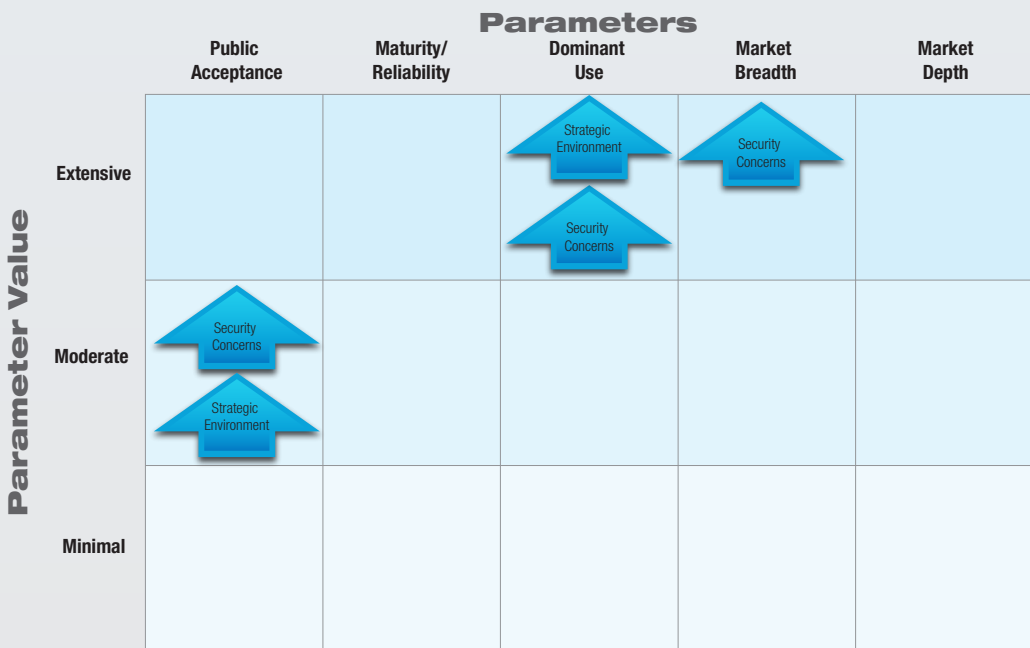 Parameters
Public
Acceptance
Maturity/
Reliability
Dominant
Use
Market
Breadth
Market
Depth
Parameter Value
Extensive
Strategic
Environment
Security
Concerns
Security
Concerns
Moderate
Security
Concerns
Strategic
Environment
Minimal